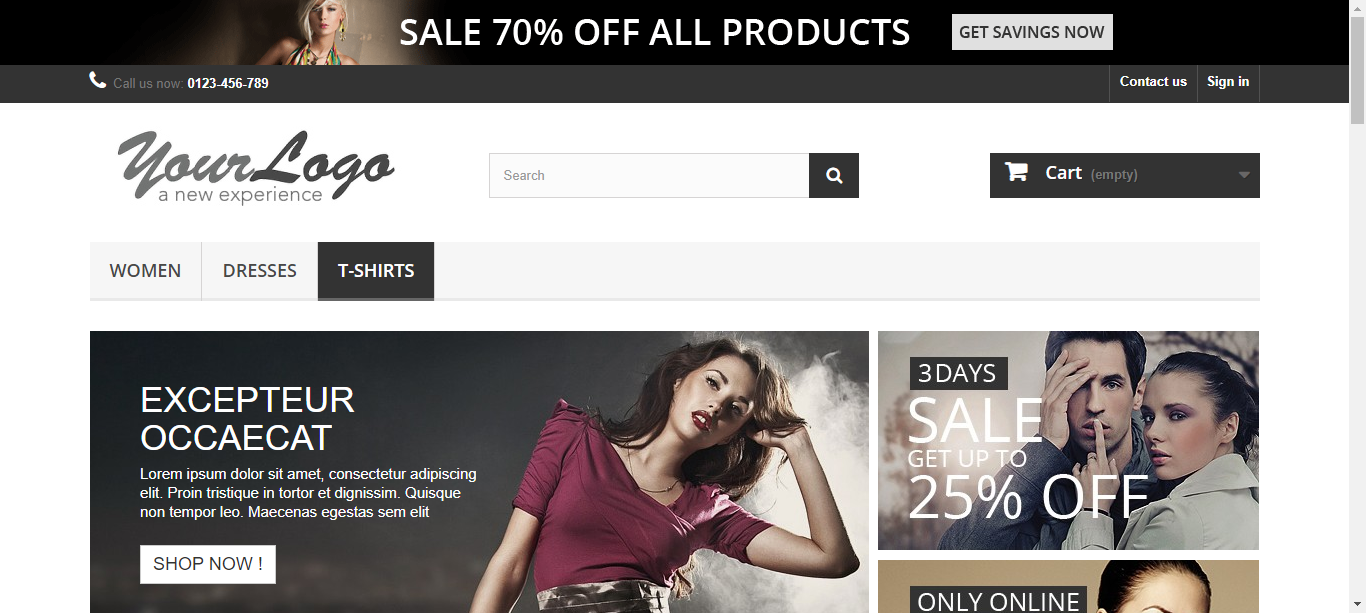 SALE 70% OFF ALL PRODUCTS
GET SAVINGS NOW
Call us now: 0123-456-789
Contact us
Sign in
YourLogo
a new experience
Search
Cart (empty)
WOMEN
DRESSES
T-SHIRTS
EXCEPTEUR
OCCAECAT
Lorem ipsum dolor sit amet, consectetur adipiscing
elit. Proin tristique in tortor et dignissim. Quisque
non tempor leo. Maecenas egestas sem elit
SHOP NOW !
3 DAYS
SALE
GET UP TO
25% OFF
ONLY ONLINE